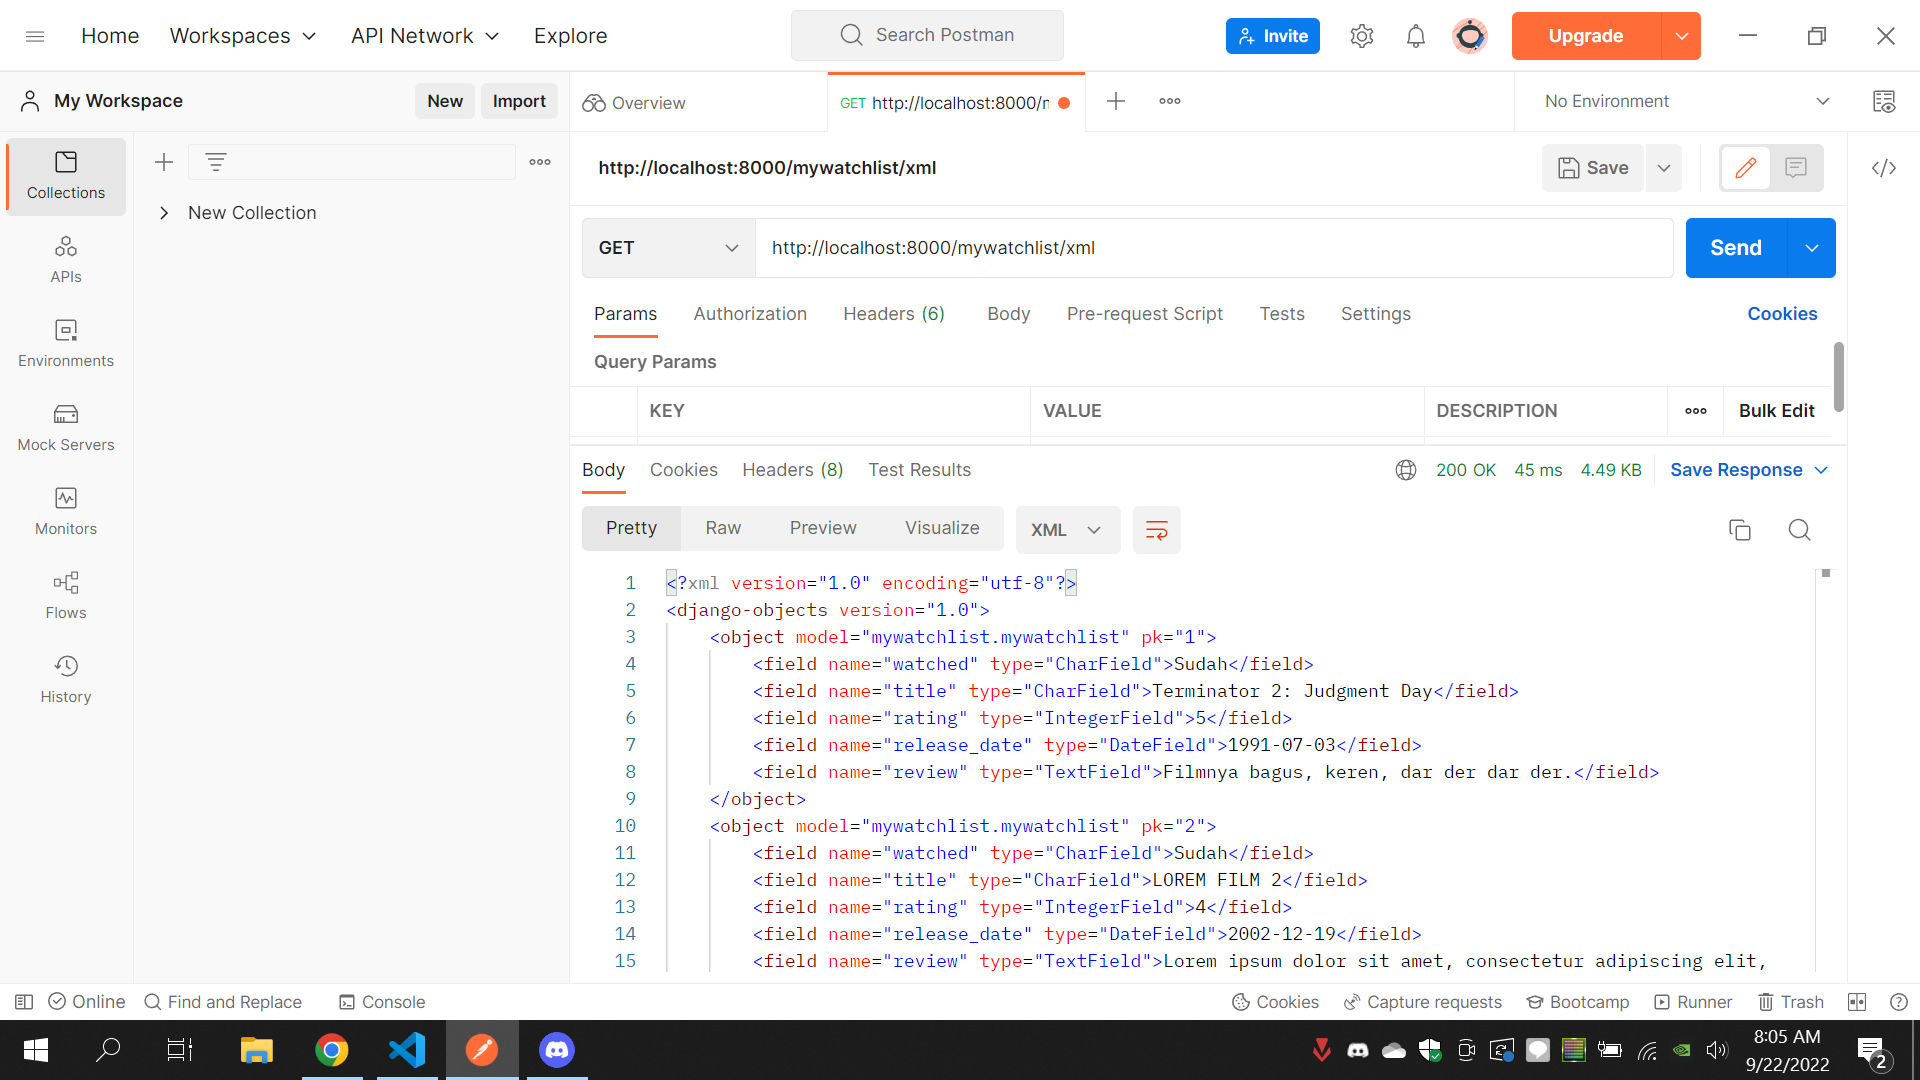 Home Workspaces API Network Explore Search Postman Invite Upgrade
My Workspace New Import Overview GET http://localhost:8000/n No Environment
Collections
APIs
Environments
Mock Servers
Monitors
Flows
History
New Collection
http://localhost:8000/mywatchlist/xml Save
GET http://localhost:8000/mywatchlist/xml Send
Params Authorization Headers (6) Body Pre-request Script Tests Settings Cookies
Query Params
KEY VALUE DESCRIPTION Bulk Edit
Body Cookies Headers (8) Test Results 200 OK 45 ms 4.49 KB Save Response
Pretty Raw Preview Visualize XML
1 <?xml version="1.0" encoding="utf-8"?>
2 <django-objects version="1.0">
3 <object model="mywatchlist.mywatchlist" pk="1">
4 <field name="watched" type="CharField">Sudah</field>
5 <field name="title" type="CharField">Terminator 2: Judgment Day</field>
6 <field name="rating" type="IntegerField">5</field>
7 <field name="release_date" type="DateField">1991-07-03</field>
8 <field name="review" type="TextField">Filmnya bagus, keren, dar der dar der.</field>
9 </object>
10 <object model="mywatchlist.mywatchlist" pk="2">
11 <field name="watched" type="CharField">Sudah</field>
12 <field name="title" type="CharField">LOREM FILM 2</field>
13 <field name="rating" type="IntegerField">4</field>
14 <field name="release_date" type="DateField">2002-12-19</field>
15 <field name="review" type="TextField">Lorem ipsum dolor sit amet, consectetur adipiscing elit,
Online Find and Replace Console Cookies Capture requests Bootcamp Runner Trash
8:05 AM
9/22/2022
2